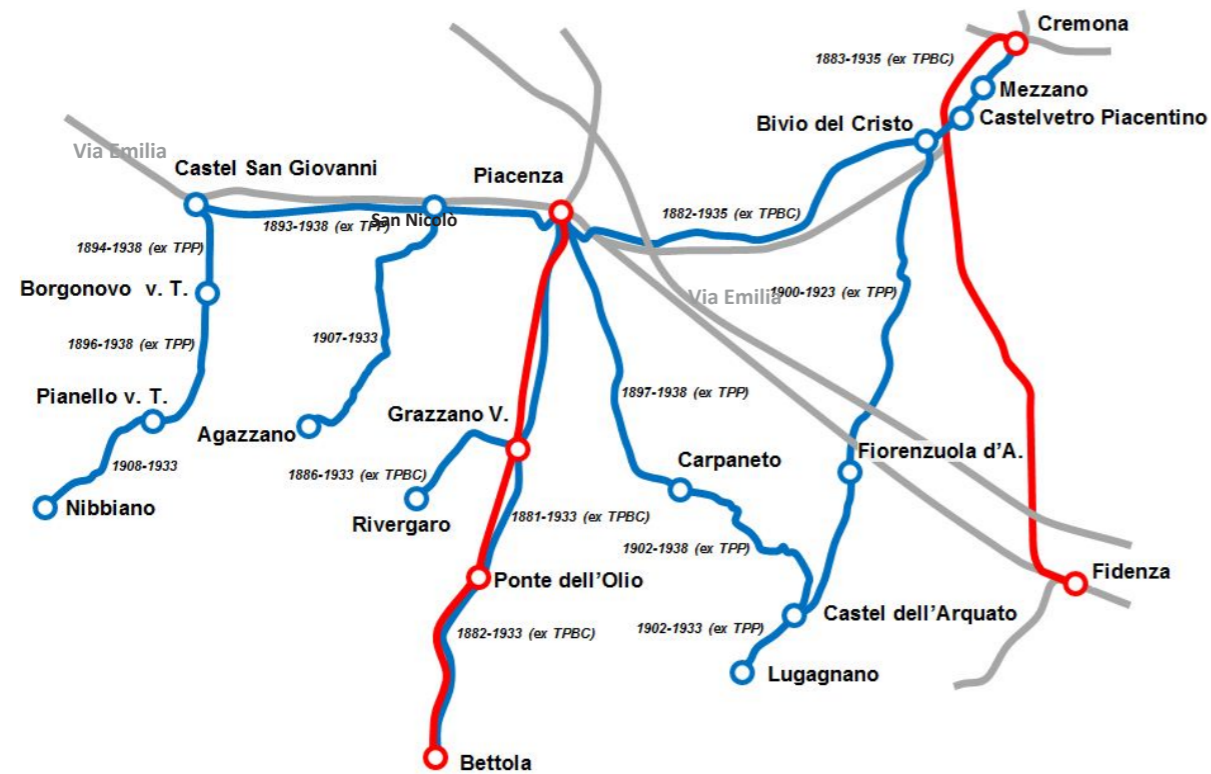 Cremona
1883-1935 (ex TPBC)
Mezzano
Castelvetro Piacentino
Bivio del Cristo
Via Emilia
Castel San Giovanni
Piacenza
San Nicolò
1893-1938 (ex TPP)
1882-1935 (ex TPBC)
1894-1938 (ex TPP)
Borgonovo v. T.
Via Emilia
1900-1923 (ex TPP)
1896-1938 (ex TPP)
1907-1933
Pianello v. T.
1897-1938 (ex TPP)
Grazzano V.
Agazzano
Fiorenzuola d'A.
Carpaneto
1908-1933
1886-1933 (ex TPBC)
Nibbiano
Rivergaro
1881-1933 (ex TPBC)
1902-1938 (ex TPP)
Fidenza
Ponte dell'Olio
Castel dell'Arquato
1882-1933 (ex TPBC)
1902-1933 (ex TPP)
Lugagnano
Bettola